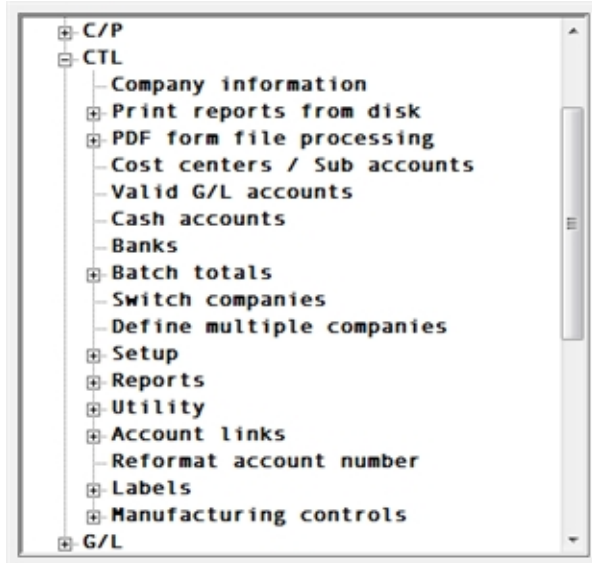 C/P
CTL
Company information
Print reports from disk
PDF form file processing
Cost centers / Sub accounts
Valid G/L accounts
Cash accounts
Banks
Batch totals
Switch companies
Define multiple companies
Setup
Reports
Utility
Account links
Reformat account number
Labels
Manufacturing controls
G/L